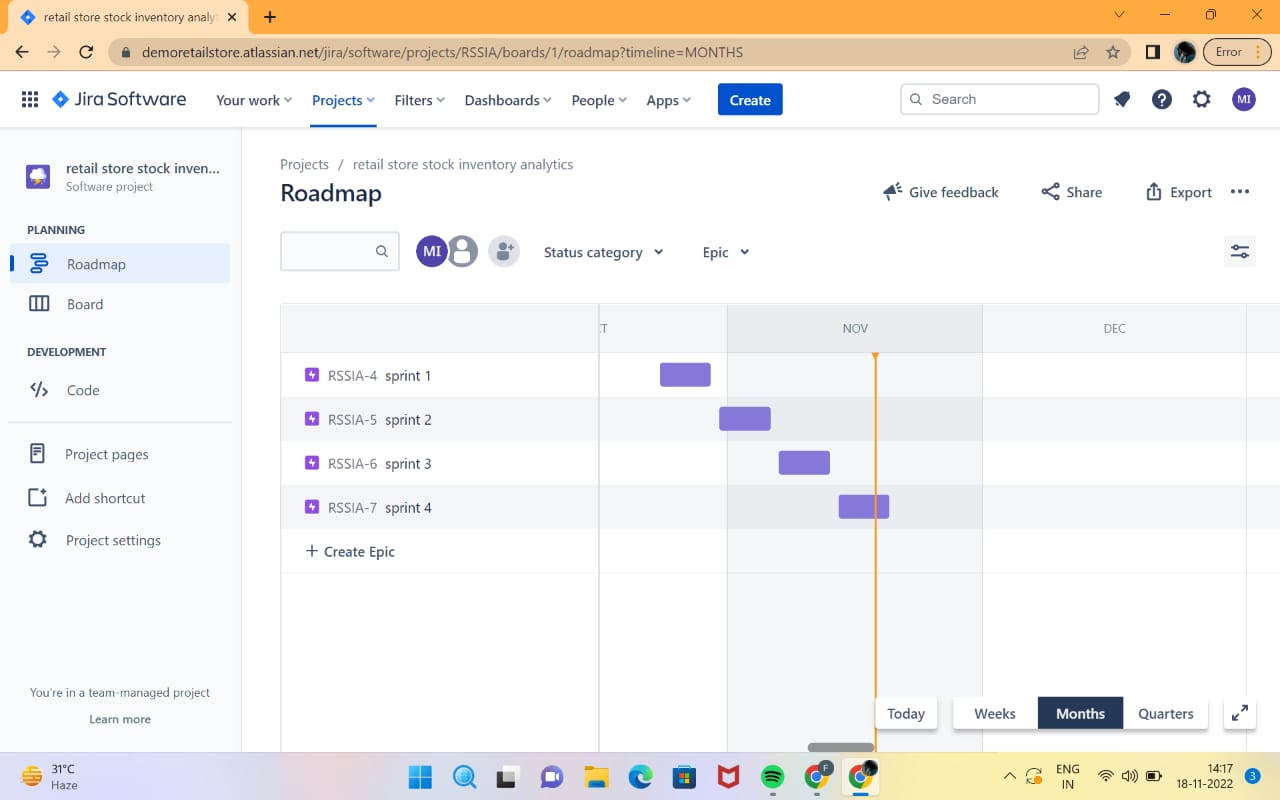 retail store stock inventory analyt
demoretailstore.atlassian.net/jira/software/projects/RSSIA/boards/1/roadmap?timeline=MONTHS
Error
Jira Software
Your work
Projects
Filters
Dashboards
People
Apps
Create
Search
MI
retail store stock inven...
Software project
PLANNING
Roadmap
Board
DEVELOPMENT
Code
Project pages
Add shortcut
Project settings
You're in a team-managed project
Learn more
Projects / retail store stock inventory analytics
Roadmap
Give feedback
Share
Export
MI
Status category
Epic
T
NOV
DEC
RSSIA-4 sprint 1
RSSIA-5 sprint 2
RSSIA-6 sprint 3
RSSIA-7 sprint 4
+ Create Epic
Today
Weeks
Months
Quarters
31°C
Haze
F
ENG
IN
14:17
18-11-2022
3